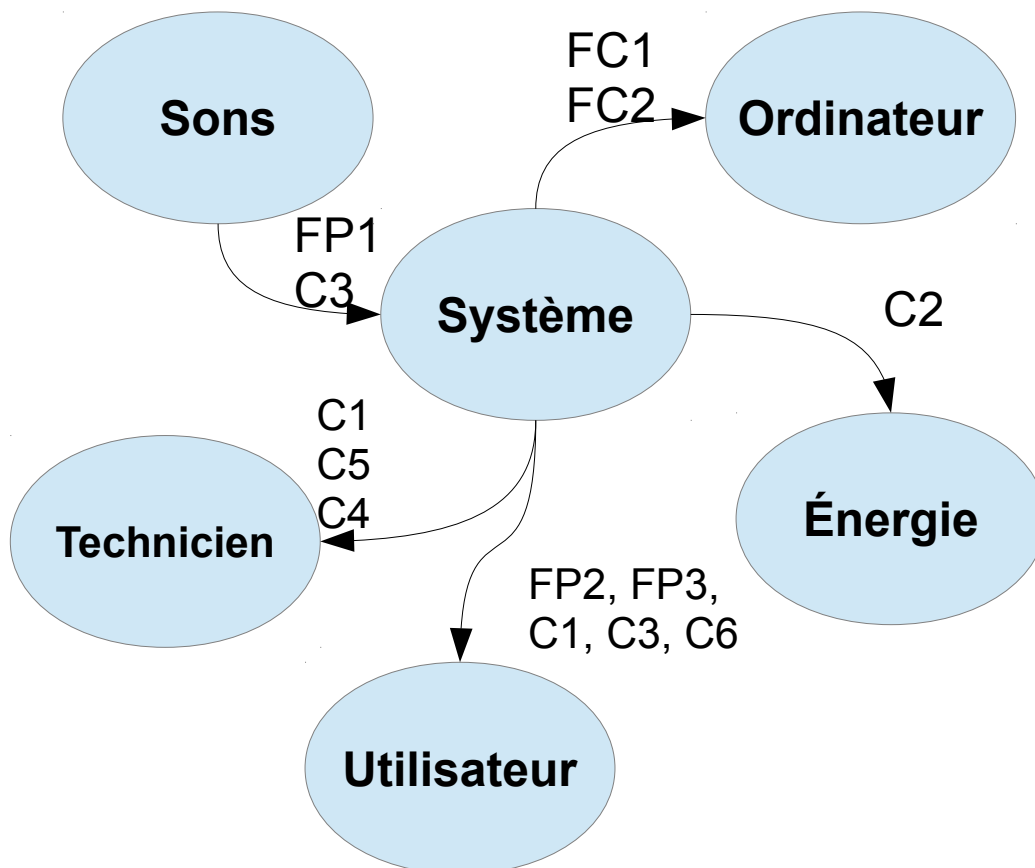 Sons
FC1
FC2
Ordinateur
FP1
C3
Système
C2
C1
C5
C4
Technicien
Énergie
FP2, FP3,
C1, C3, C6
Utilisateur